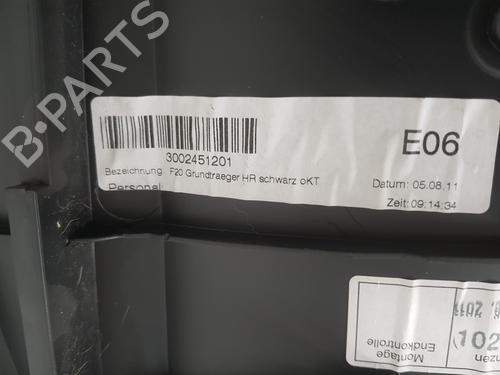 B-PARTS
3002451201
E06
Bezeichnung: F20 Grundtraeger HR schwarz oKT
Datum: 05.08.11
Personal:
Zeit: 09:14:34
Montage
Endkontrolle
102